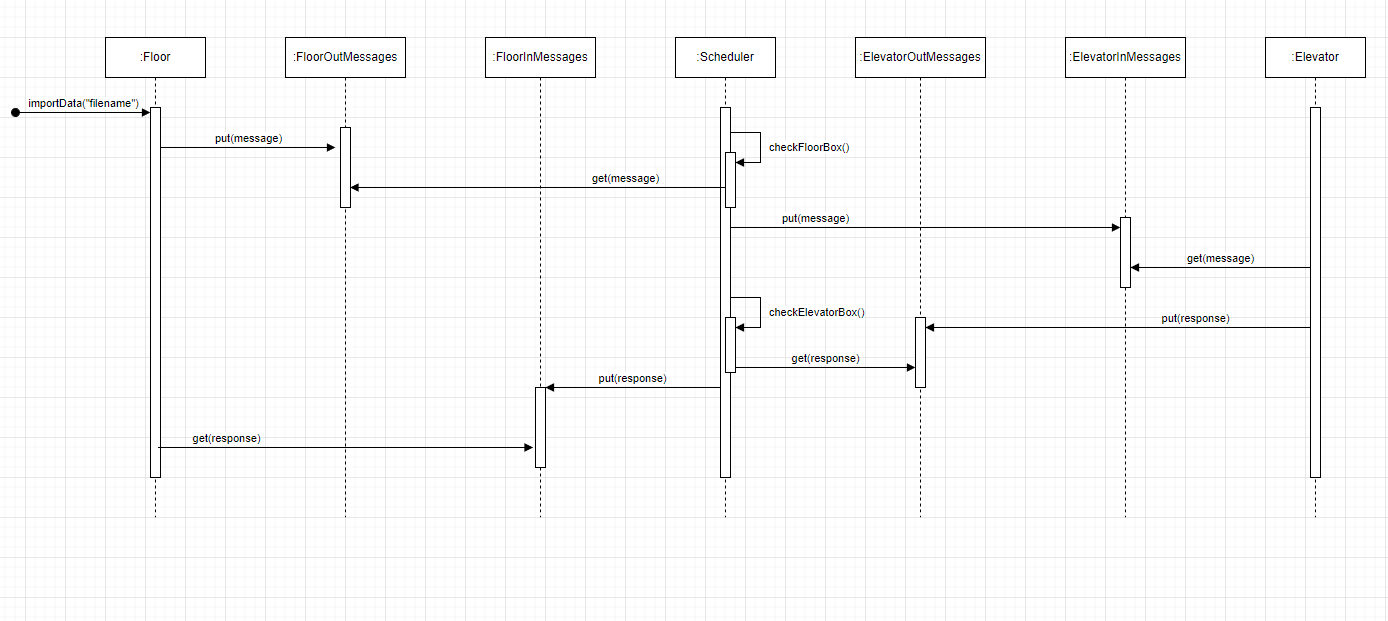 :Floor
:FloorOutMessages
:FloorInMessages
:Scheduler
:ElevatorOutMessages
:ElevatorInMessages
:Elevator
importData("filename")
put(message)
checkFloorBox()
get(message)
put(message)
get(message)
checkElevatorBox()
put(response)
get(response)
put(response)
get(response)